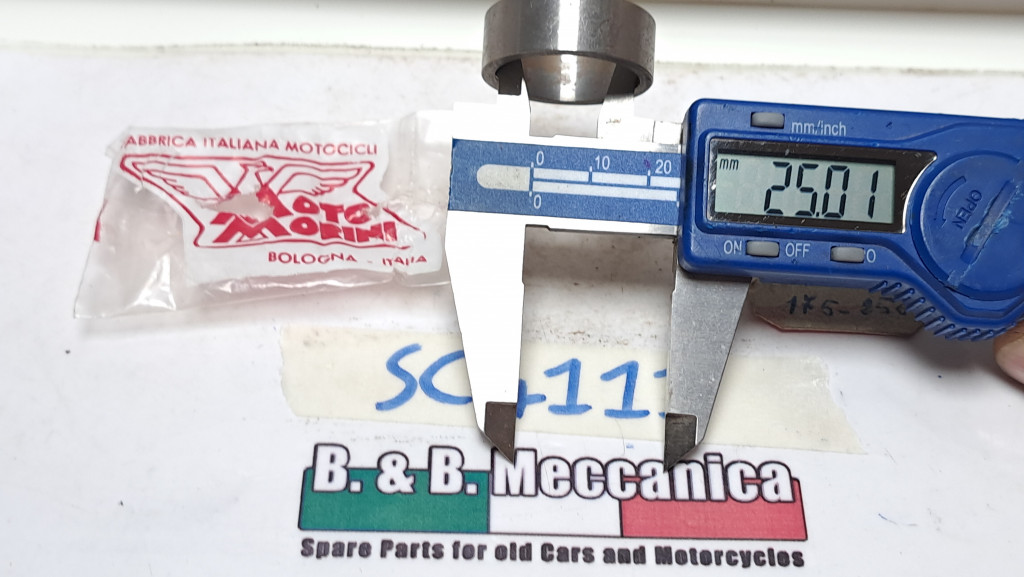 FABBRICA ITALIANA MOTOCICLI
MOTO
MORINI
BOLOGNA - ITALIA
0 10 20
0
mm/inch
mm
25.01
ON OFF 0
OPEN
B. & B. Meccanica
Spare Parts for old Cars and Motorcycles